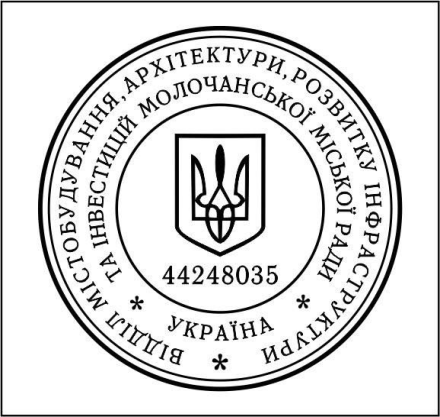 ВІДДІЛ МІСТОБУДУВАННЯ, АРХІТЕКТУРИ, РОЗВИТКУ ІНФРАСТРУКТУРИ
ТА ІНВЕСТИЦІЙ МОЛОЧАНСЬКОЇ МІСЬКОЇ РАДИ
44248035
* УКРАЇНА *
*